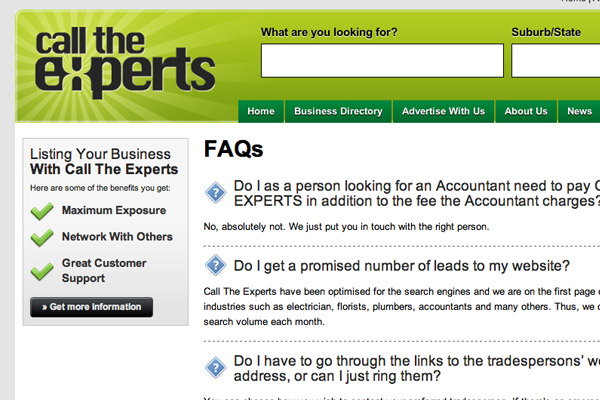 Home | A
call the
experts
What are you looking for?
Suburb/State
Home
Business Directory
Advertise With Us
About Us
News
Listing Your Business
With Call The Experts
Here are some of the benefits you get:
Maximum Exposure
Network With Others
Great Customer
Support
» Get more Information
FAQs
Do I as a person looking for an Accountant need to pay C
EXPERTS in addition to the fee the Accountant charges?
No, absolutely not. We just put you in touch with the right person.
Do I get a promised number of leads to my website?
Call The Experts have been optimised for the search engines and we are on the first page o
industries such as electrician, florists, plumbers, accountants and many others. Thus, we c
search volume each month.
Do I have to go through the links to the tradespersons' we
address, or can I just ring them?